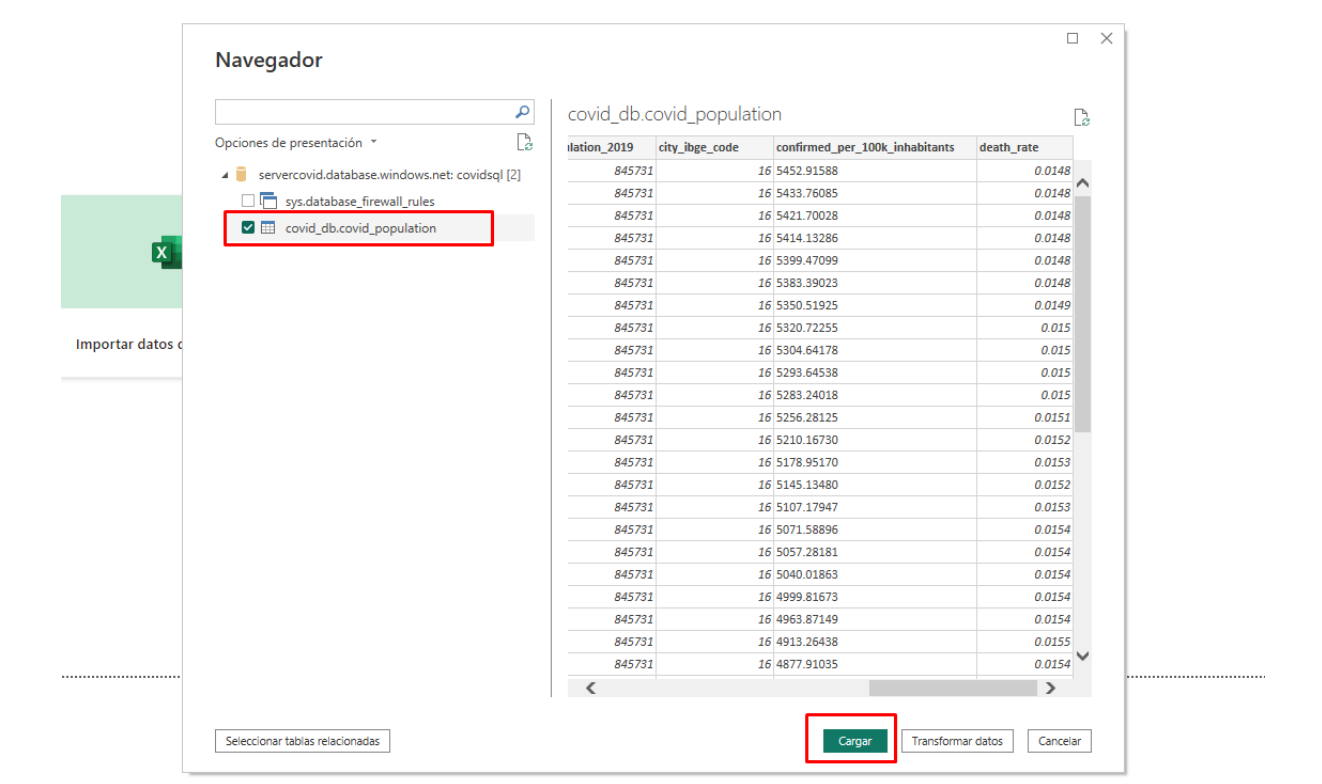 Navegador
Opciones de presentación
servercovid.database.windows.net: covidsql [2]
sys.database_firewall_rules
covid_db.covid_population
Importar datos
covid_db.covid_population
lation_2019 city_ibge_code confirmed_per_100k_inhabitants death_rate
845731 16 5452.91588 0.0148
845731 16 5433.76085 0.0148
845731 16 5421.70028 0.0148
845731 16 5414.13286 0.0148
845731 16 5399.47099 0.0148
845731 16 5383.39023 0.0148
845731 16 5350.51925 0.0149
845731 16 5320.72255 0.015
845731 16 5304.64178 0.015
845731 16 5293.64538 0.015
845731 16 5283.24018 0.015
845731 16 5256.28125 0.0151
845731 16 5210.16730 0.0152
845731 16 5178.95170 0.0153
845731 16 5145.13480 0.0152
845731 16 5107.17947 0.0153
845731 16 5071.58896 0.0154
845731 16 5057.28181 0.0154
845731 16 5040.01863 0.0154
845731 16 4999.81673 0.0154
845731 16 4963.87149 0.0154
845731 16 4913.26438 0.0155
845731 16 4877.91035 0.0154
Seleccionar tablas relacionadas
Cargar
Transformar datos
Cancelar